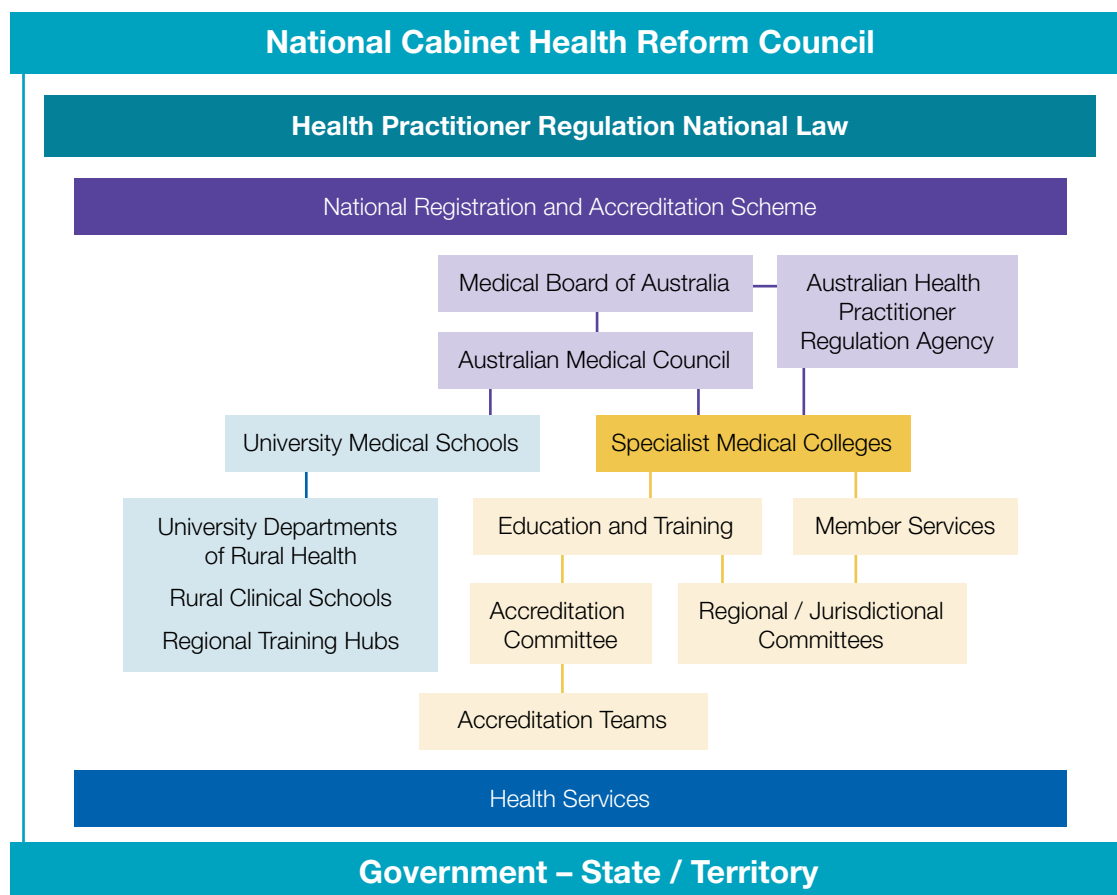 National Cabinet Health Reform Council
Health Practitioner Regulation National Law
National Registration and Accreditation Scheme
Medical Board of Australia
Australian Health
Practitioner
Regulation Agency
Australian Medical Council
University Medical Schools
Specialist Medical Colleges
University Departments
of Rural Health
Rural Clinical Schools
Regional Training Hubs
Education and Training
Member Services
Accreditation
Committee
Regional / Jurisdictional
Committees
Accreditation Teams
Health Services
Government – State / Territory